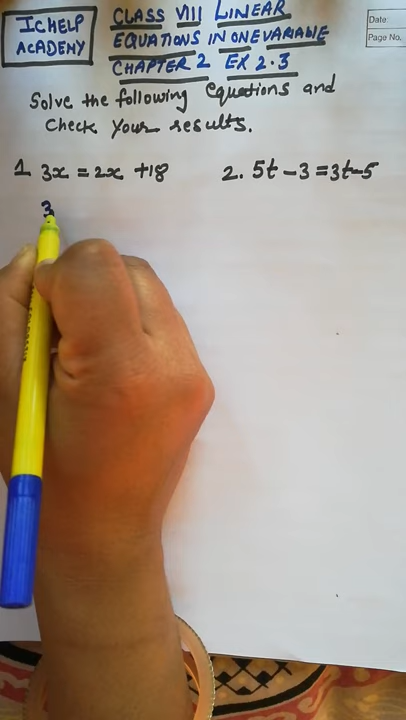 ICHELP
ACADEMY
CLASS VIII LINEAR
EQUATIONS IN ONE VARIABLE
CHAPTER 2 EX 2.3
Date:
Page No.
Solve the following equations and
Check your results.
1. 3x = 2x + 18
2. 5t - 3 = 3t - 5
3